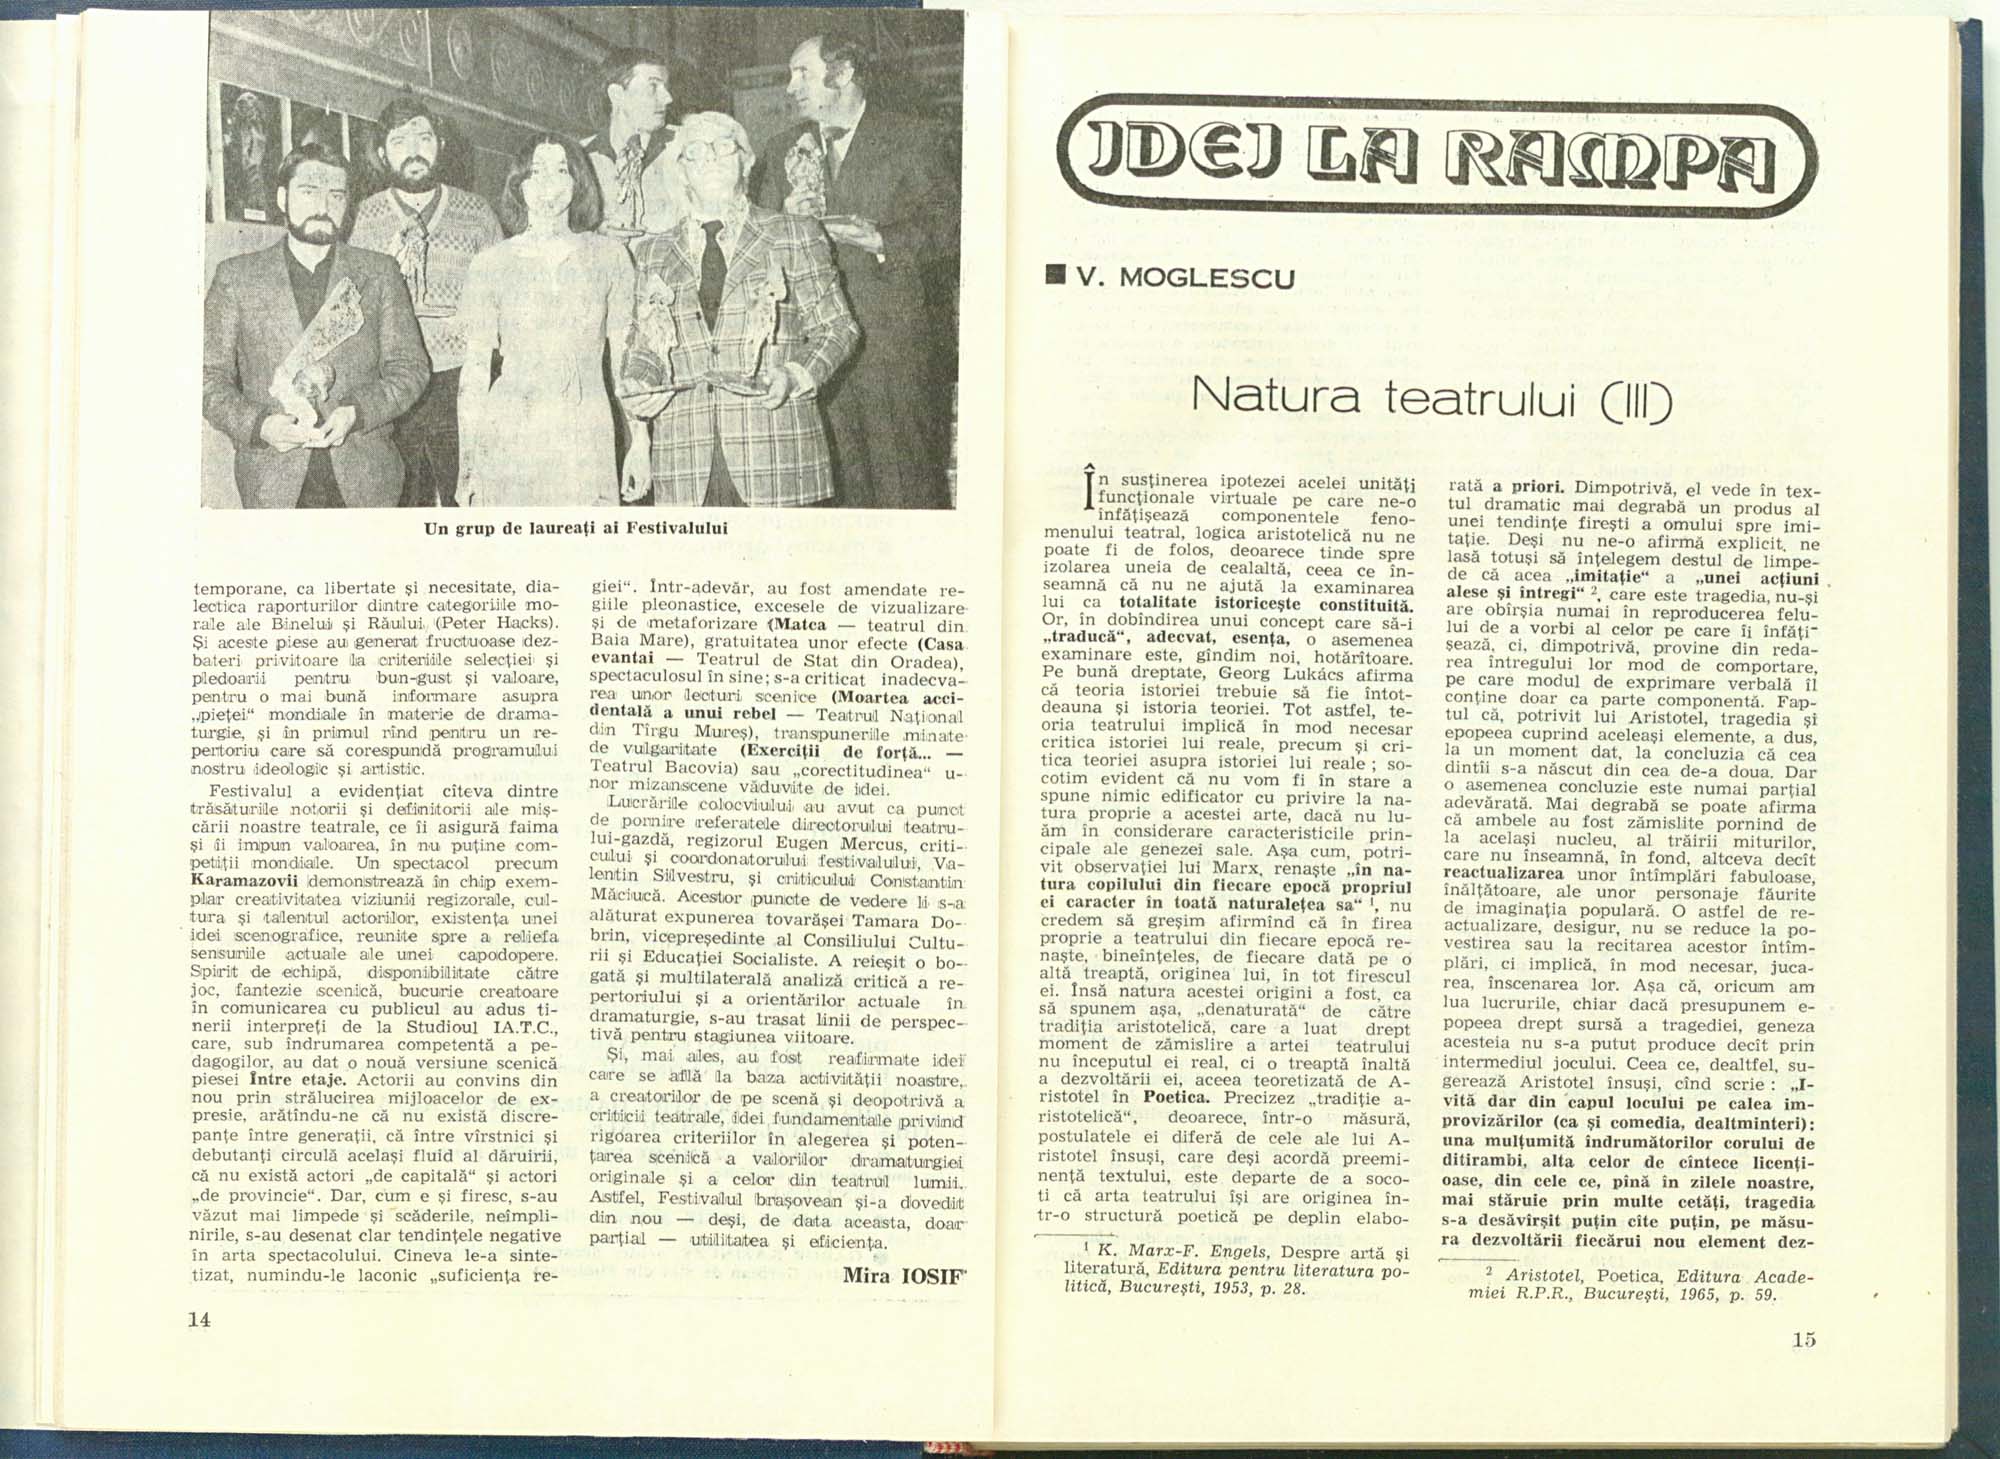 Un grup de laureați ai Festivalului
temporane, ca libertate și necesitate, dia-
lectica raporturilor dintre categoriile mo-
rale ale Binelui și Răului (Peter Hacks).
Și aceste piese au generat fructuoase dez-
bateri privitoare la criteriile selecției și
pledoarii pentru bun-gust și valoare,
pentru o mai bună informare asupra
„pieței“ mondiale în materie de drama-
turgie, și în primul rînd pentru un re-
pertoriu care să corespundă programului
nostru ideologic și artistic.
Festivalul a evidențiat cîteva dintre
trăsăturile notorii și definitorii ale miș-
cării noastre teatrale, ce îi asigură faima
și îi impun valoarea, în nu puține com-
petiții mondiale. Un spectacol precum
Karamazovii demonstrează în chip exem-
plar creativitatea viziunii regizorale, cul-
tura și talentul actorilor, existența unei
idei scenografice, reunite spre a reliefa
sensurile actuale ale unei capodopere.
Spirit de echipă, disponibilitate către
joc, fantezie scenică, bucurie creatoare
în comunicarea cu publicul au adus ti-
nerii interpreți de la Studioul IA.T.C.,
care, sub îndrumarea competentă a pe-
dagogilor, au dat o nouă versiune scenică
piesei Între etaje. Actorii au convins din
nou prin strălucirea mijloacelor de ex-
presie, arătîndu-ne că nu există discre-
panțe între generații, că între vîrstnici și
debutanți circulă același fluid al dăruirii,
că nu există actori „de capitală“ și actori
„de provincie“. Dar, cum e și firesc, s-au
văzut mai limpede și scăderile, neîmpli-
nirile, s-au desenat clar tendințele negative
în arta spectacolului. Cineva le-a sinte-
tizat, numindu-le laconic „suficiența re-
14
giei“. Într-adevăr, au fost amendate re-
giile pleonastice, excesele de vizualizare
și de metaforizare (Matca — teatrul din
Baia Mare), gratuitatea unor efecte (Casa
evantai — Teatrul de Stat din Oradea),
spectaculosul în sine; s-a criticat inadecva-
rea unor lecturi scenice (Moartea acci-
dentală a unui rebel — Teatrul Național
din Tîrgu Mureș), transpunerile minate
de vulgaritate (Exerciții de forță... —
Teatrul Bacovia) sau „corectitudinea“ u-
nor mizanscene văduvite de idei.
Lucrările colocviului au avut ca punct
de pornire referatele directorului teatru-
lui-gazdă, regizorul Eugen Mercus, criti-
cului și coordonatorului festivalului, Va-
lentin Silvestru, și criticului Constantin
Măciucă. Acestor puncte de vedere li s-a
alăturat expunerea tovarășei Tamara Do-
brin, vicepreședinte al Consiliului Cultu-
rii și Educației Socialiste. A reieșit o bo-
gată și multilaterală analiză critică a re-
pertoriului și a orientărilor actuale în
dramaturgie, s-au trasat linii de perspec-
tivă pentru stagiunea viitoare.
Și, mai ales, au fost reafirmate idei
care se află la baza activității noastre,
a creatorilor de pe scenă și deopotrivă a
criticii teatrale, idei fundamentale privind
rigoarea criteriilor în alegerea și poten-
țarea scenică a valorilor dramaturgiei
originale și a celor din teatrul lumii.
Astfel, Festivalul brașovean și-a dovedit
din nou — deși, de data aceasta, doar
parțial — utilitatea și eficiența.
Mira IOSIF
IDEI LA RAMPA
V. MOGLESCU
Natura teatrului (III)
În susținerea ipotezei acelei unități
funcționale virtuale pe care ne-o
înfățișează componentele feno-
menului teatral, logica aristotelică nu ne
poate fi de folos, deoarece tinde spre
izolarea uneia de cealaltă, ceea ce în-
seamnă că nu ne ajută la examinarea
lui ca totalitate istoricește constituită.
Or, în dobîndirea unui concept care să-i
„traducă“, adecvat, esența, o asemenea
examinare este, gîndim noi, hotărîtoare.
Pe bună dreptate, Georg Lukács afirma
că teoria istoriei trebuie să fie întot-
deauna și istoria teoriei. Tot astfel, te-
oria teatrului implică în mod necesar
critica istoriei lui reale, precum și cri-
tica teoriei asupra istoriei lui reale ; so-
cotim evident că nu vom fi în stare a
spune nimic edificator cu privire la na-
tura proprie a acestei arte, dacă nu lu-
ăm în considerare caracteristicile prin-
cipale ale genezei sale. Așa cum, potri-
vit observației lui Marx, renaște „în na-
tura copilului din fiecare epocă propriul
ei caracter în toată naturalețea sa“ ¹, nu
credem să greșim afirmînd că în firea
proprie a teatrului din fiecare epocă re-
naște, bineînțeles, de fiecare dată pe o
altă treaptă, originea lui, în tot firescul
ei. Însă natura acestei origini a fost, ca
să spunem așa, „denaturată“ de către
tradiția aristotelică, care a luat drept
moment de zămislire a artei teatrului
nu începutul ei real, ci o treaptă înaltă
a dezvoltării ei, aceea teoretizată de A-
ristotel în Poetica. Precizez „tradiție a-
ristotelică“, deoarece, într-o măsură,
postulatele ei diferă de cele ale lui A-
ristotel însuși, care deși acordă preemi-
nență textului, este departe de a soco-
ti că arta teatrului își are originea în-
tr-o structură poetică pe deplin elabo-
¹ K. Marx-F. Engels, Despre artă și
literatură, Editura pentru literatura po-
litică, București, 1953, p. 28.
rată a priori. Dimpotrivă, el vede în tex-
tul dramatic mai degrabă un produs al
unei tendințe firești a omului spre imi-
tație. Deși nu ne-o afirmă explicit, ne
lasă totuși să înțelegem destul de limpe-
de că acea „imitație“ a „unei acțiuni
alese și întregi“ ², care este tragedia, nu-și
are obîrșia numai în reproducerea felu-
lui de a vorbi al celor pe care îi înfăți-
șează, ci, dimpotrivă, provine din reda-
rea întregului lor mod de comportare,
pe care modul de exprimare verbală îl
conține doar ca parte componentă. Fap-
tul că, potrivit lui Aristotel, tragedia și
epopeea cuprind aceleași elemente, a dus,
la un moment dat, la concluzia că cea
dintîi s-a născut din cea de-a doua. Dar
o asemenea concluzie este numai parțial
adevărată. Mai degrabă se poate afirma
că ambele au fost zămislite pornind de
la același nucleu, al trăirii miturilor,
care nu înseamnă, în fond, altceva decît
reactualizarea unor întîmplări fabuloase,
înălțătoare, ale unor personaje făurite
de imaginația populară. O astfel de re-
actualizare, desigur, nu se reduce la po-
vestirea sau la recitarea acestor întîm-
plări, ci implică, în mod necesar, juca-
rea, înscenarea lor. Așa că, oricum am
lua lucrurile, chiar dacă presupunem e-
popeea drept sursă a tragediei, geneza
acesteia nu s-a putut produce decît prin
intermediul jocului. Ceea ce, dealtfel, su-
gerează Aristotel însuși, cînd scrie : „I-
vită dar din capul locului pe calea im-
provizărilor (ca și comedia, dealtminteri):
una mulțumită îndrumătorilor corului de
ditirambi, alta celor de cîntece licenți-
oase, din cele ce, pînă în zilele noastre,
mai stăruie prin multe cetăți, tragedia
s-a desăvîrșit puțin cîte puțin, pe măsu-
ra dezvoltării fiecărui nou element dez-
² Aristotel, Poetica, Editura Acade-
miei R.P.R., București, 1965, p. 59.
15